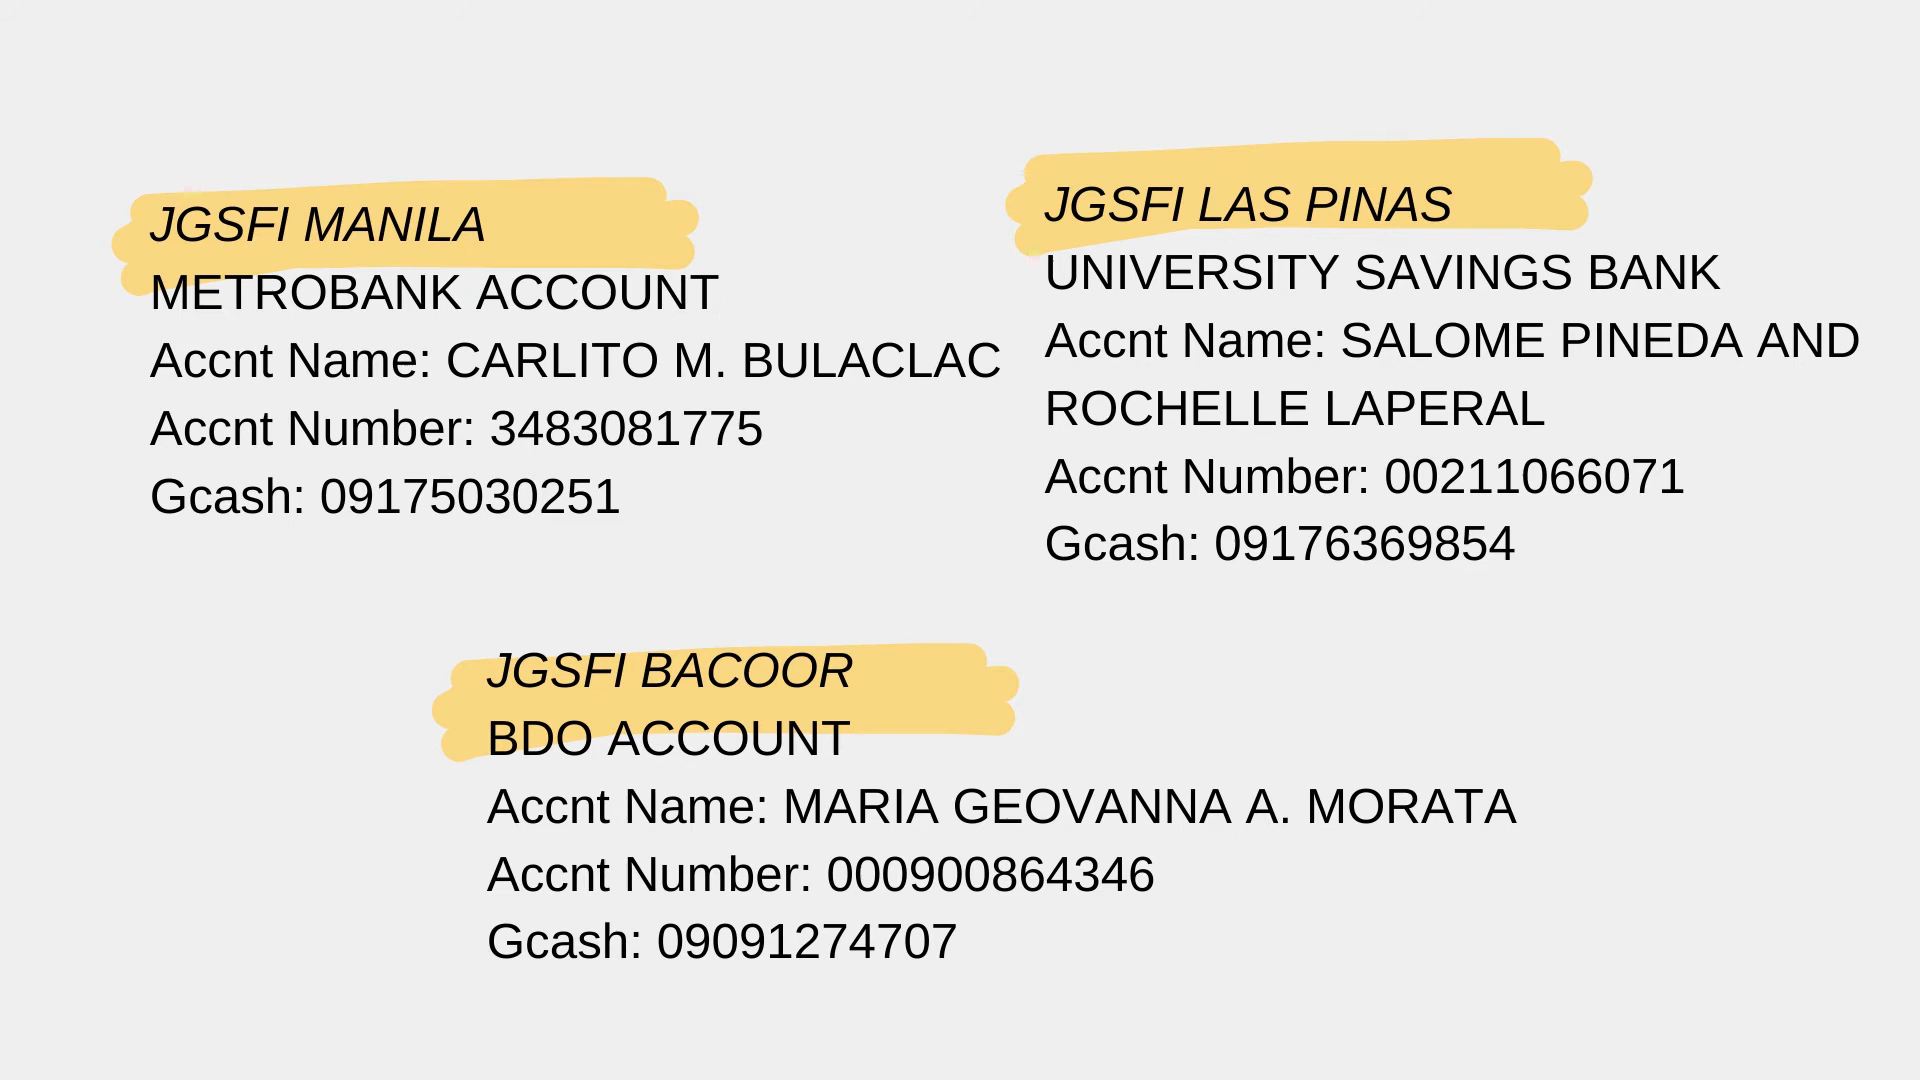 JGSFI MANILA
METROBANK ACCOUNT
Accnt Name: CARLITO M. BULACLAC
Accnt Number: 3483081775
Gcash: 09175030251
JGSFI LAS PINAS
UNIVERSITY SAVINGS BANK
Accnt Name: SALOME PINEDA AND
ROCHELLE LAPERAL
Accnt Number: 00211066071
Gcash: 09176369854
JGSFI BACOOR
BDO ACCOUNT
Accnt Name: MARIA GEOVANNA A. MORATA
Accnt Number: 000900864346
Gcash: 09091274707